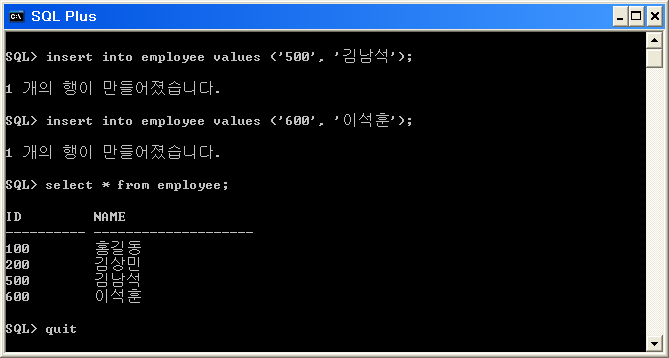 SQL Plus
SQL> insert into employee values ('500', '김남석');
1 개의 행이 만들어졌습니다.
SQL> insert into employee values ('600', '이석훈');
1 개의 행이 만들어졌습니다.
SQL> select * from employee;
ID         NAME
---------- --------------------
100        홍길동
200        김상민
500        김남석
600        이석훈
SQL> quit